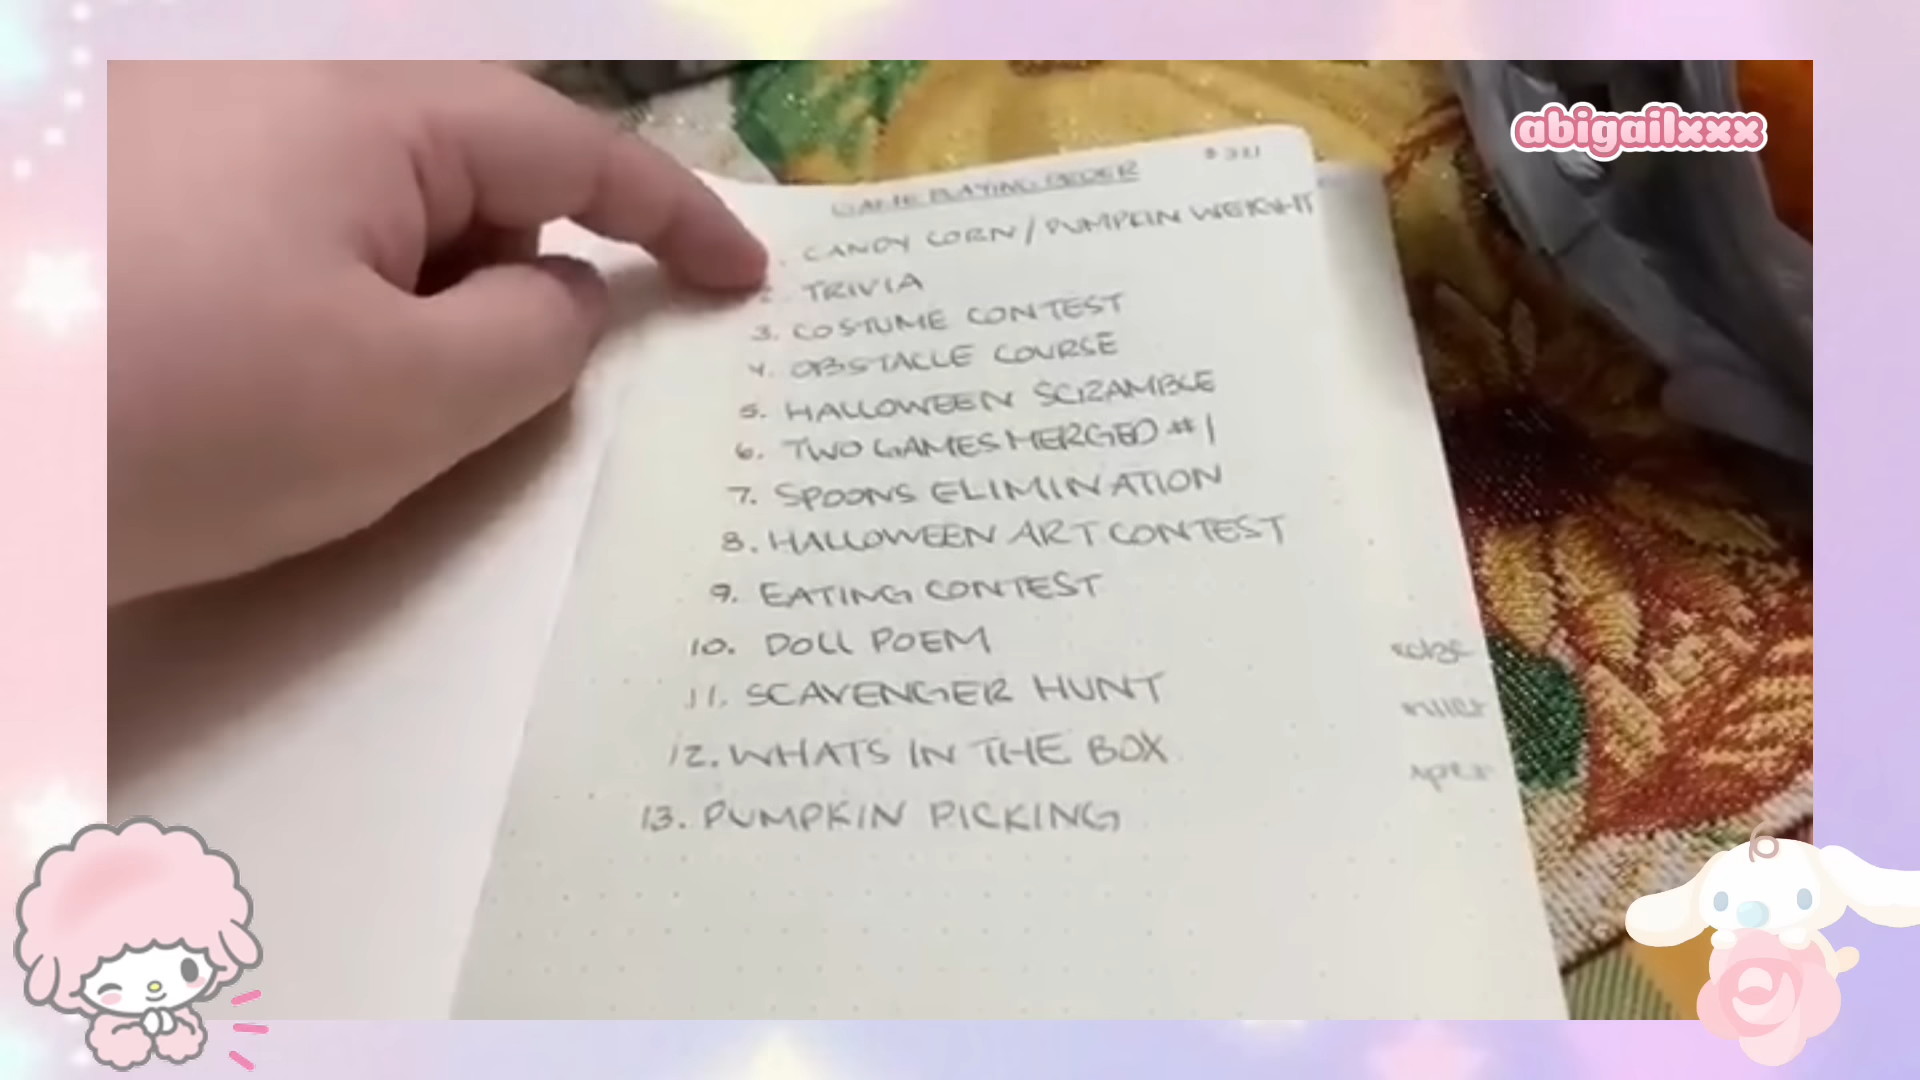 abigailxxx
GAME PLAYING ORDER
. CANDY CORN / PUMPKIN WEIGHT
2. TRIVIA
3. COSTUME CONTEST
4. OBSTACLE COURSE
5. HALLOWEEN SCRAMBLE
6. TWO GAMES MERGED #1
7. SPOONS ELIMINATION
8. HALLOWEEN ART CONTEST
9. EATING CONTEST
10. DOLL POEM
11. SCAVENGER HUNT
12. WHATS IN THE BOX
13. PUMPKIN PICKING